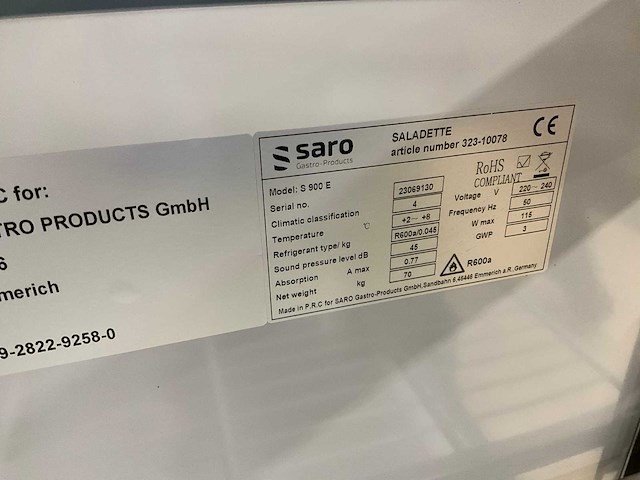 C for:
TRO PRODUCTS GmbH
6
merich
9-2822-9258-0
saro
Gastro-Products
SALADETTE
article number 323-10078
CE
Model: S 900 E
RoHS
COMPLIANT
Serial no. 23069130
Voltage V 220~ 240
Climatic classification 4
Frequency Hz 50
Temperature °C +2~ +8
W max 115
Refrigerant type/ kg R600a/0.045
GWP 3
Sound pressure level dB 45
Absorption A max 0.77
R600a
Net weight kg 70
Made in P.R.C for SARO Gastro-Products GmbH, Sandbahn 6,46446 Emmerich a.R.,Germany